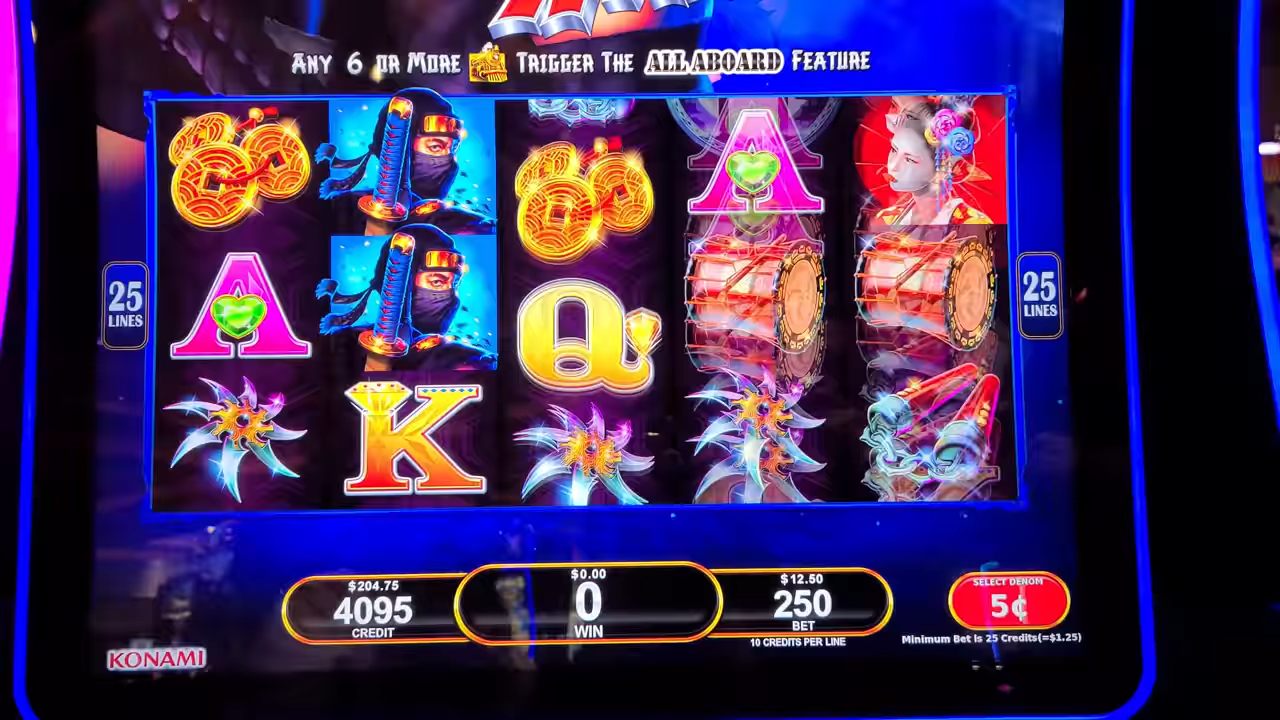 ANY 6 OR MORE TRIGGER THE ALL ABOARD FEATURE
A
25
LINES
25
LINES
A
Q
K
$204.75
4095
CREDIT
$0.00
0
WIN
$12.50
250
BET
10 CREDITS PER LINE
SELECT DENOM
5¢
Minimum Bet is 25 Credits(=$1.25)
KONAMI